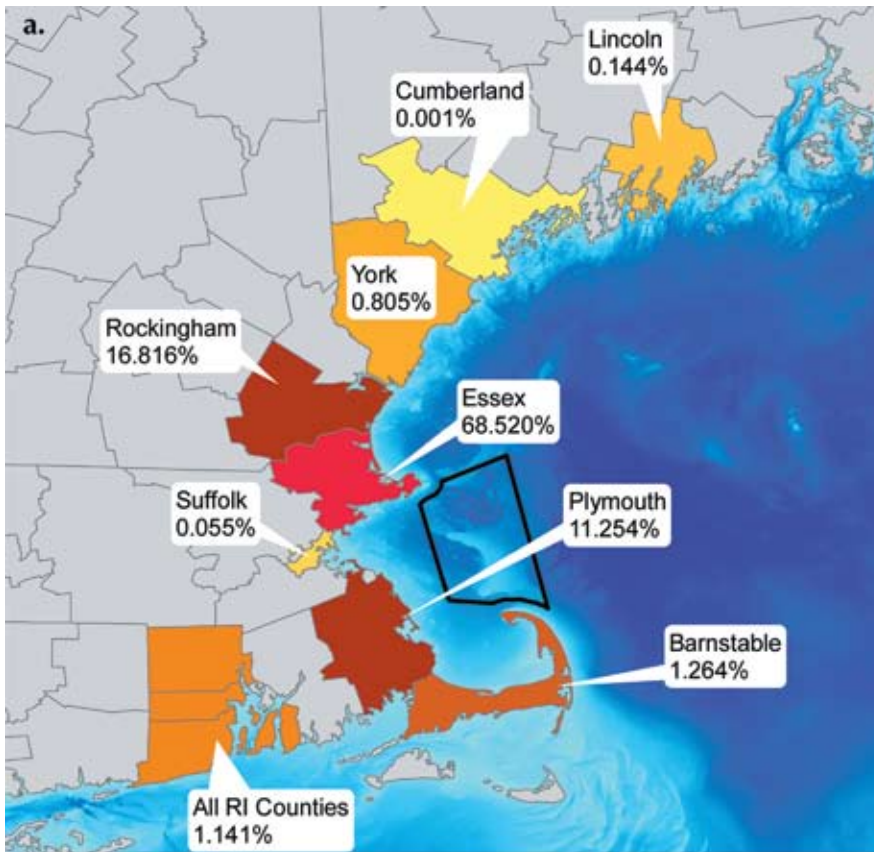 a.
Lincoln
0.144%
Cumberland
0.001%
York
0.805%
Rockingham
16.816%
Essex
68.520%
Suffolk
0.055%
Plymouth
11.254%
Barnstable
1.264%
All RI Counties
1.141%